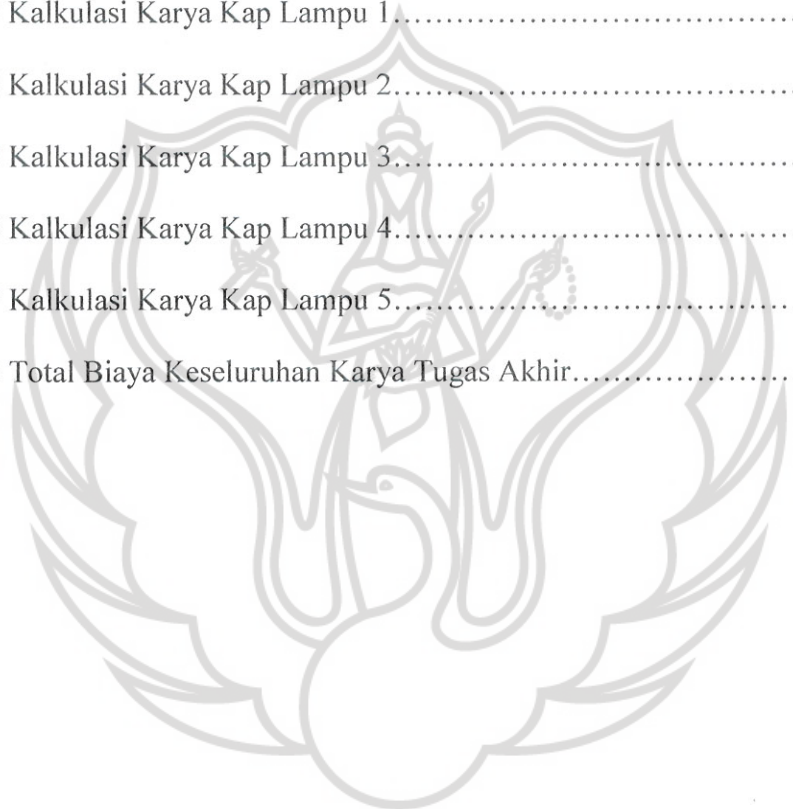 Kalkulasi Karya Kap Lampu 1........................................
Kalkulasi Karya Kap Lampu 2........................................
Kalkulasi Karya Kap Lampu 3........................................
Kalkulasi Karya Kap Lampu 4........................................
Kalkulasi Karya Kap Lampu 5........................................
Total Biaya Keseluruhan Karya Tugas Akhir.....................